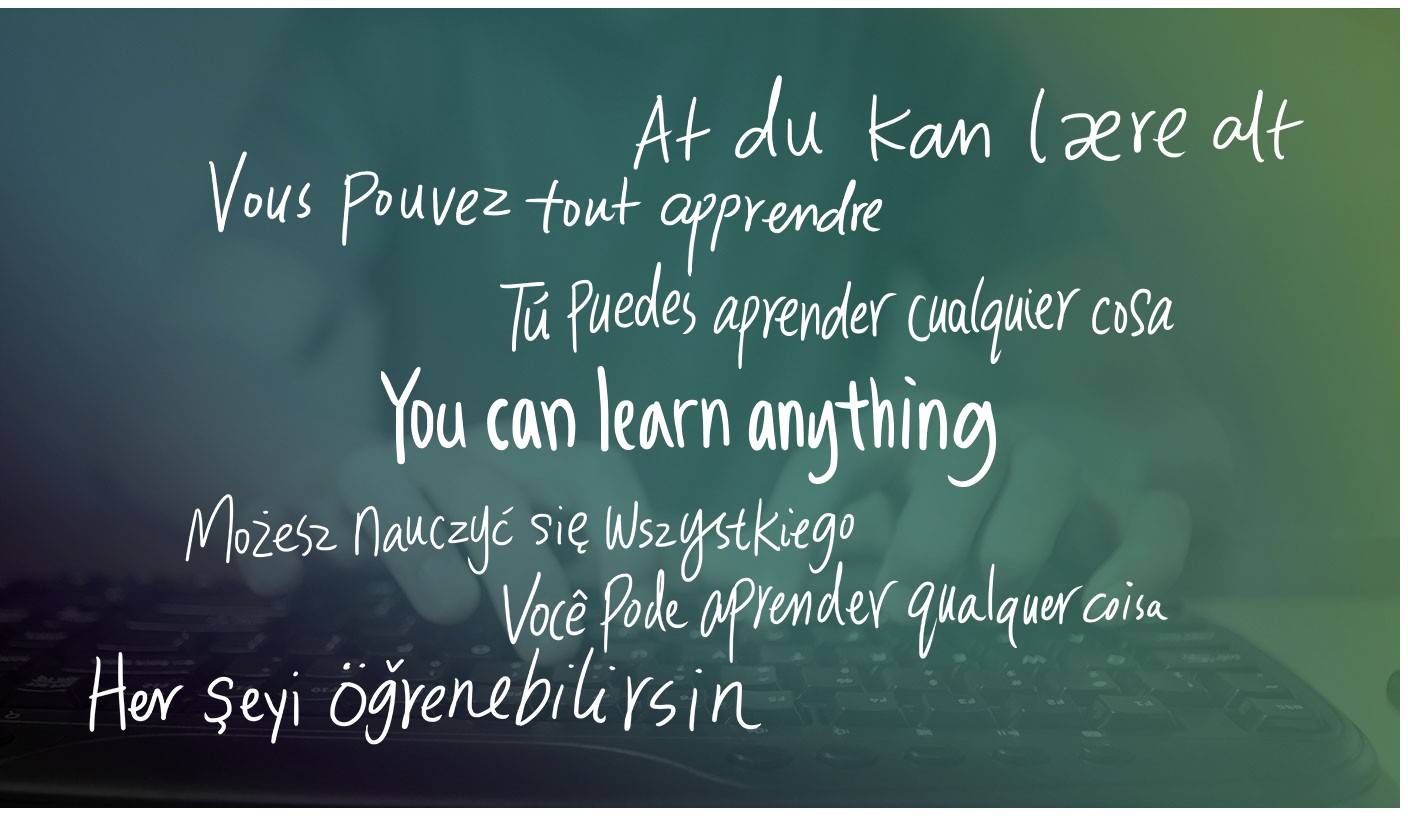 At du kan lære alt
Vous pouvez tout apprendre
Tú puedes aprender cualquier cosa
You can learn anything
Możesz nauczyć się wszystkiego
Você pode aprender qualquer coisa
Her şeyi öğrenebilirsin